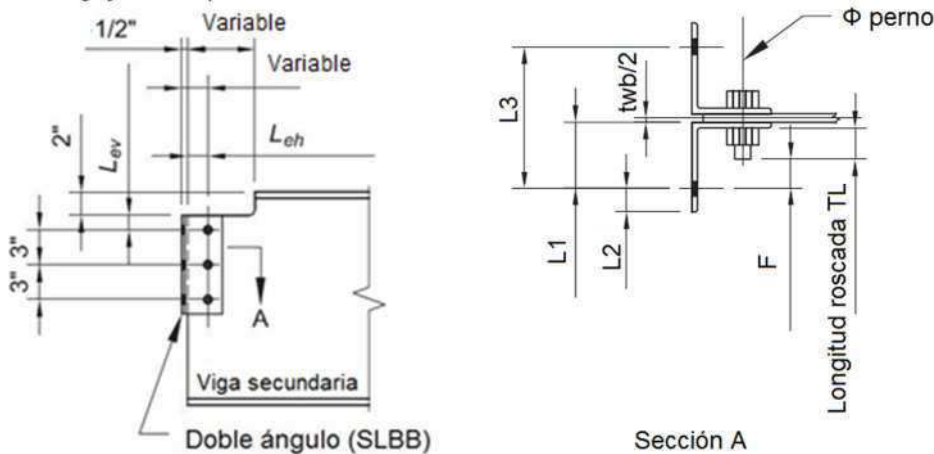 1/2"
Variable
Variable
2"
Lev
Leh
3"
3"
A
Viga secundaria
Doble ángulo (SLBB)
Φ perno
L3
twb/2
L1
L2
F
Longitud roscada TL
Sección A